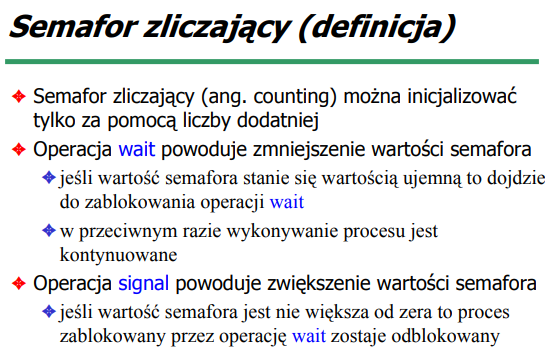 Semafor zliczający (definicja)
Semafor zliczający (ang. counting) można inicjalizować
tylko za pomocą liczby dodatniej
Operacja wait powoduje zmniejszenie wartości semafora
jeśli wartość semafora stanie się wartością ujemną to dojdzie
do zablokowania operacji wait
w przeciwnym razie wykonywanie procesu jest
kontynuowane
Operacja signal powoduje zwiększenie wartości semafora
jeśli wartość semafora jest nie większa od zera to proces
zablokowany przez operację wait zostaje odblokowany